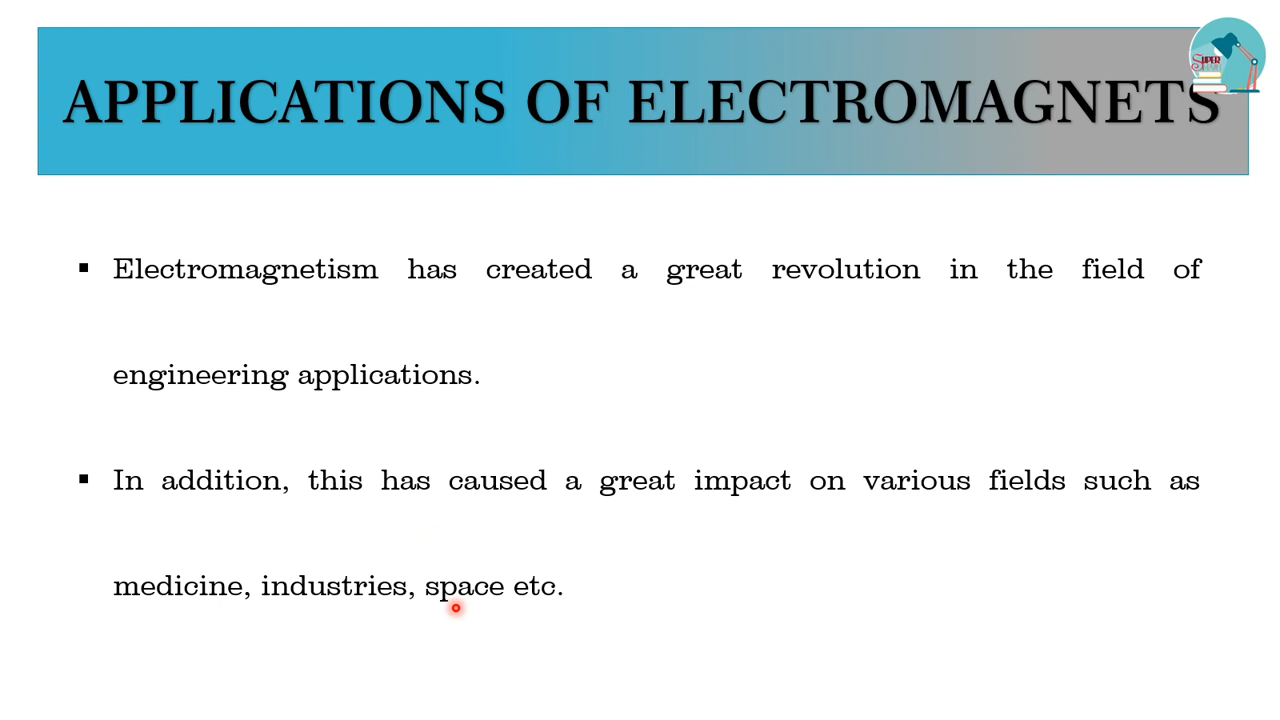 APPLICATIONS OF ELECTROMAGNETS
SUPER
▪ Electromagnetism has created a great revolution in the field of
engineering applications.
▪ In addition, this has caused a great impact on various fields such as
medicine, industries, space etc.